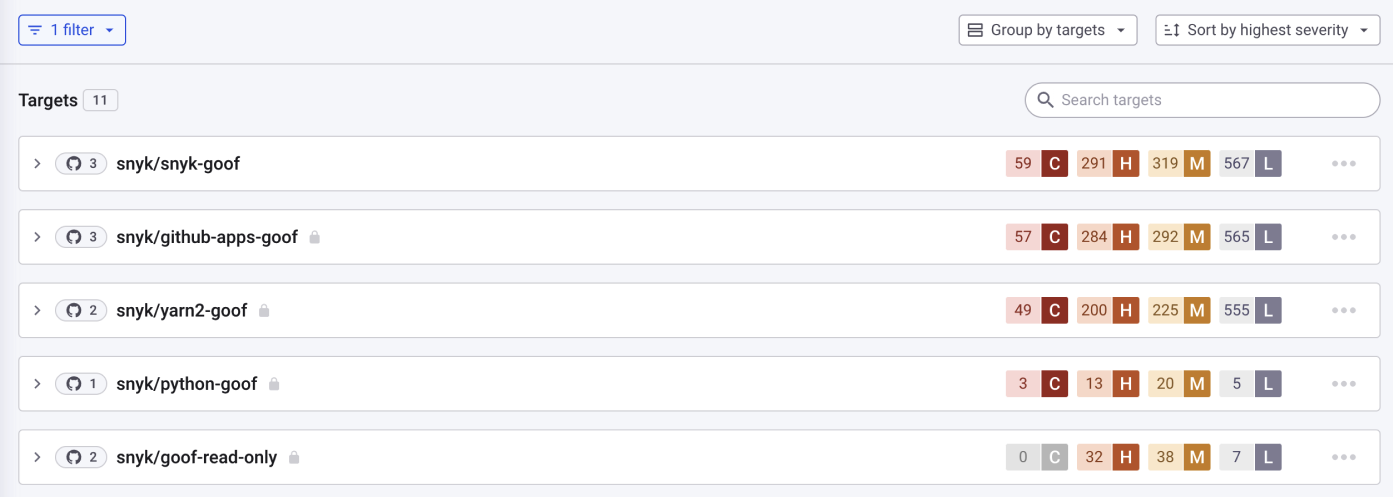 1 filter Group by targets Sort by highest severity
Targets 11 Search targets
3 snyk/snyk-goof 59 C 291 H 319 M 567 L
3 snyk/github-apps-goof 57 C 284 H 292 M 565 L
2 snyk/yarn2-goof 49 C 200 H 225 M 555 L
1 snyk/python-goof 3 C 13 H 20 M 5 L
2 snyk/goof-read-only 0 C 32 H 38 M 7 L